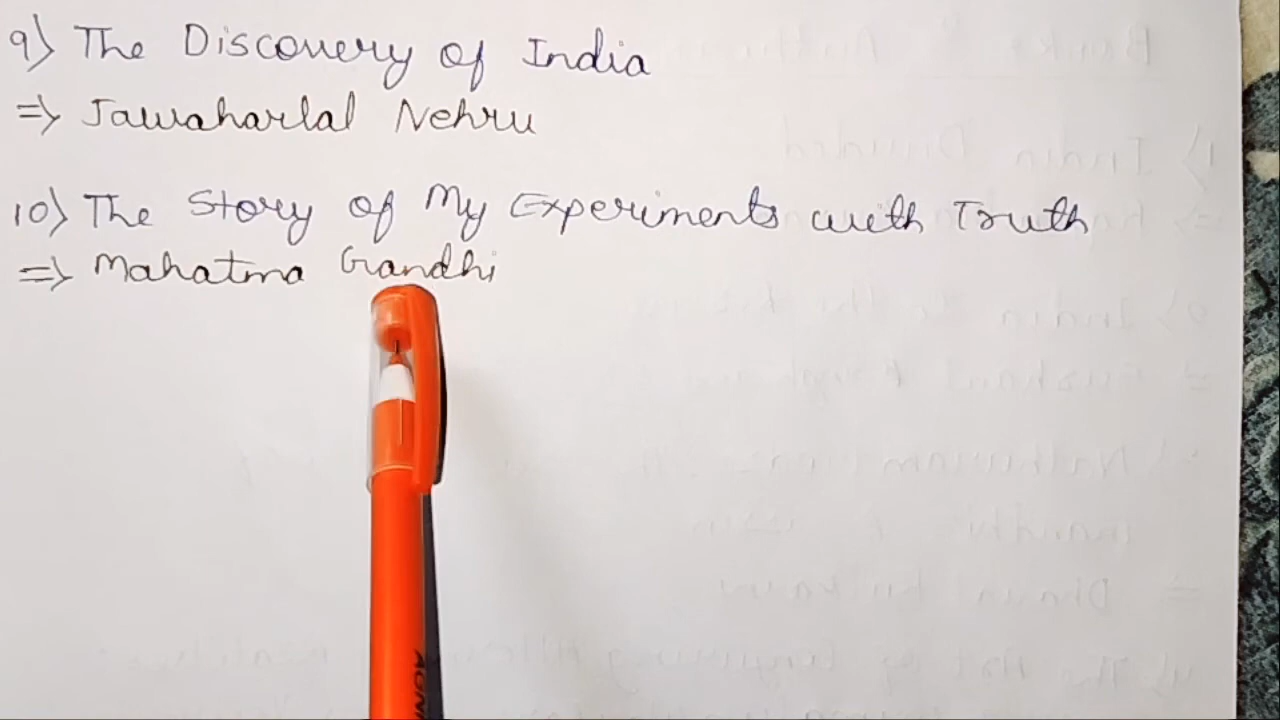 9) The Discovery of India
=> Jawaharlal Nehru
10) The Story of My Experiments with Truth
=> Mahatma Gandhi